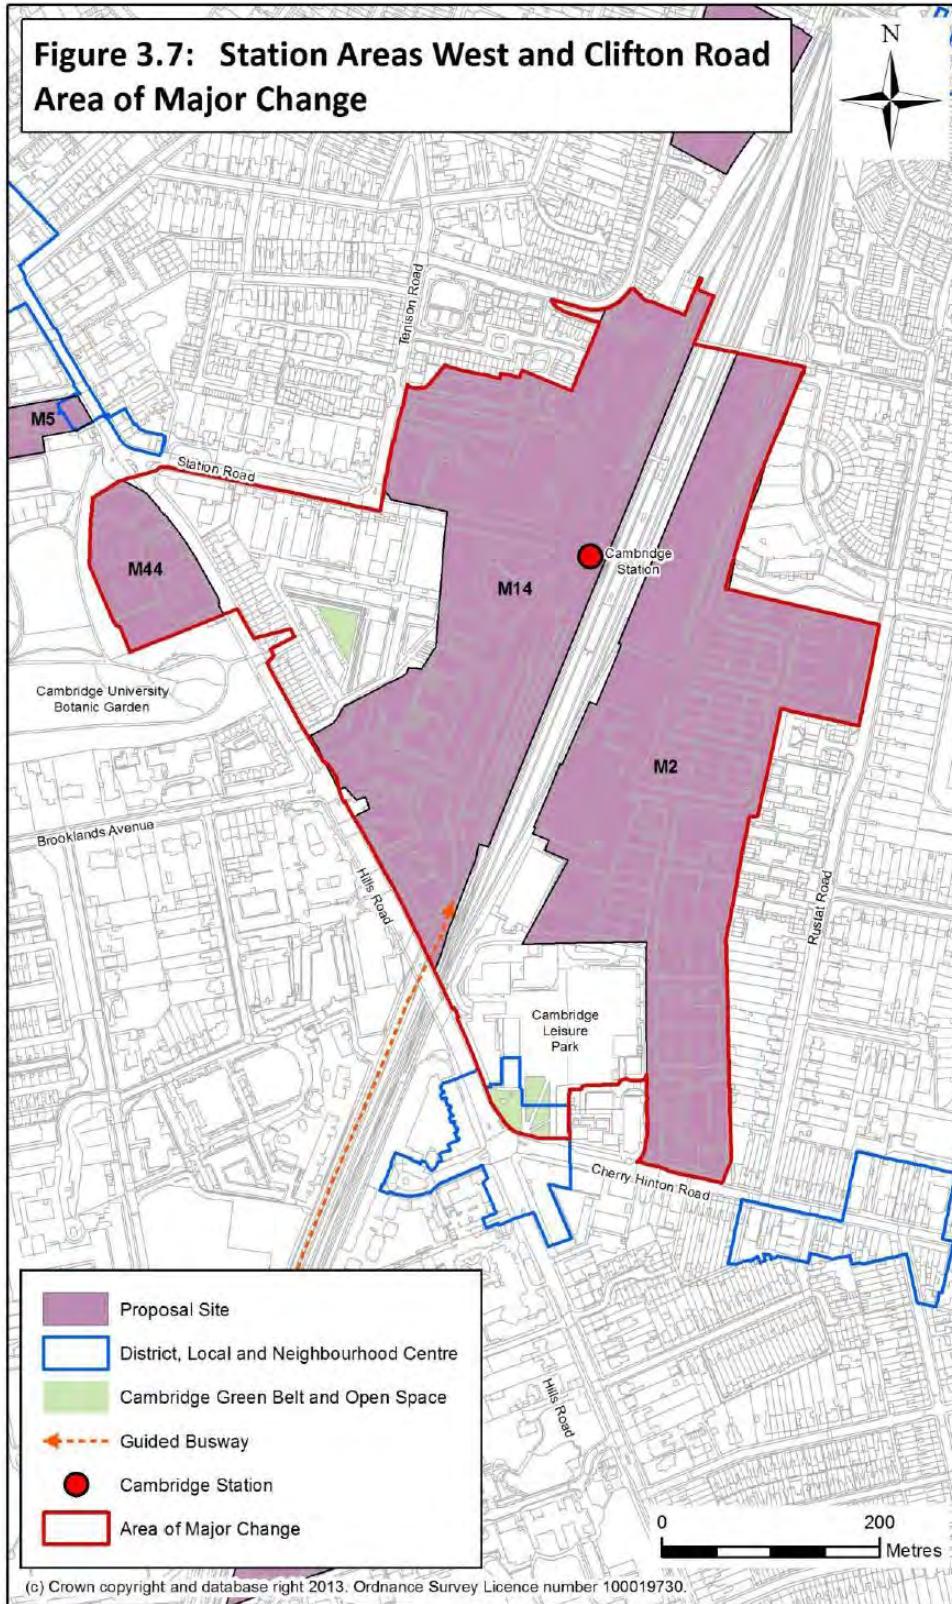 Figure 3.7: Station Areas West and Clifton Road
Area of Major Change
N
Tenison Road
M5
Station Road
Cambridge
Station
M44
M14
Cambridge University
Botanic Garden
M2
Brooklands Avenue
Hills Road
Rustat Road
Cambridge
Leisure
Park
Cherry Hinton Road
Proposal Site
District, Local and Neighbourhood Centre
Cambridge Green Belt and Open Space
Guided Busway
Cambridge Station
Area of Major Change
Hills Road
0 200
Metres
(c) Crown copyright and database right 2013. Ordnance Survey Licence number 100019730.